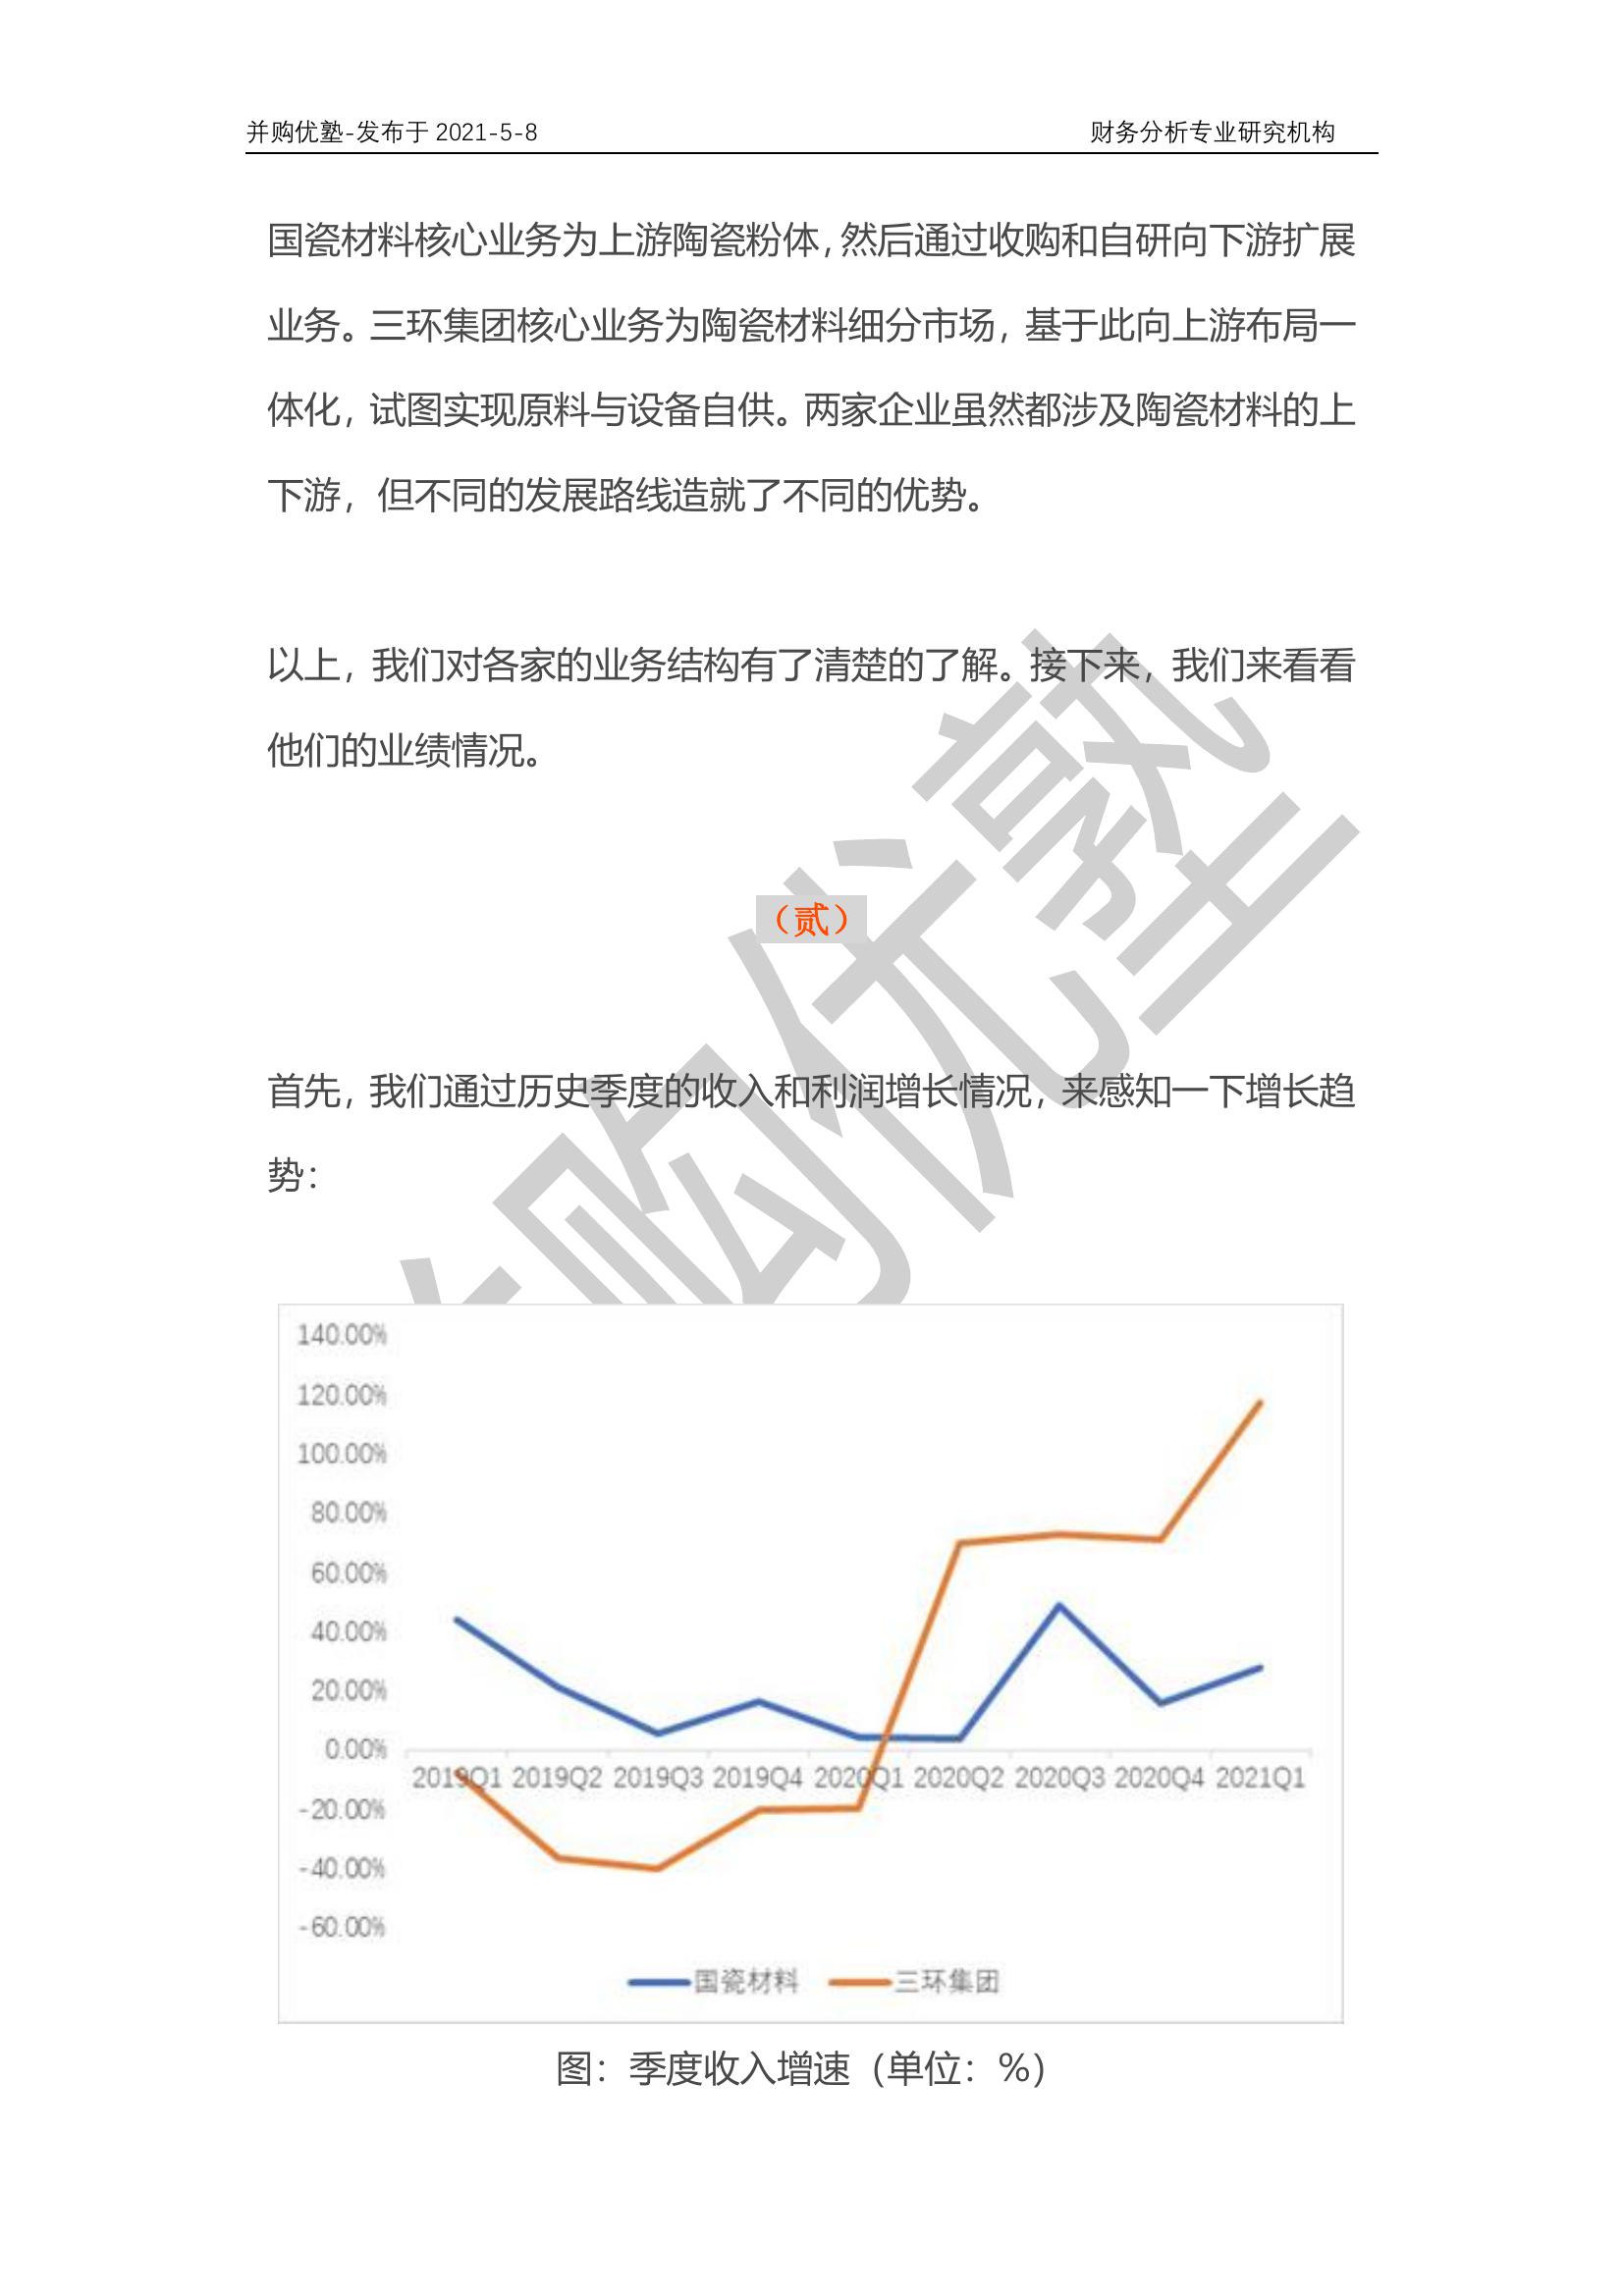 并购优塾-发布于 2021-5-8 财务分析专业研究机构
国瓷材料核心业务为上游陶瓷粉体，然后通过收购和自研向下游扩展
业务。三环集团核心业务为陶瓷材料细分市场，基于此向上游布局一
体化，试图实现原料与设备自供。两家企业虽然都涉及陶瓷材料的上
下游，但不同的发展路线造就了不同的优势。
以上，我们对各家的业务结构有了清楚的了解。接下来，我们来看看
他们的业绩情况。
（贰）
首先，我们通过历史季度的收入和利润增长情况，来感知一下增长趋
势：
购优塾
140.00%
120.00%
100.00%
80.00%
60.00%
40.00%
20.00%
0.00%
2019Q1 2019Q2 2019Q3 2019Q4 2020Q1 2020Q2 2020Q3 2020Q4 2021Q1
-20.00%
-40.00%
-60.00%
国瓷材料 三环集团
图：季度收入增速（单位：%）